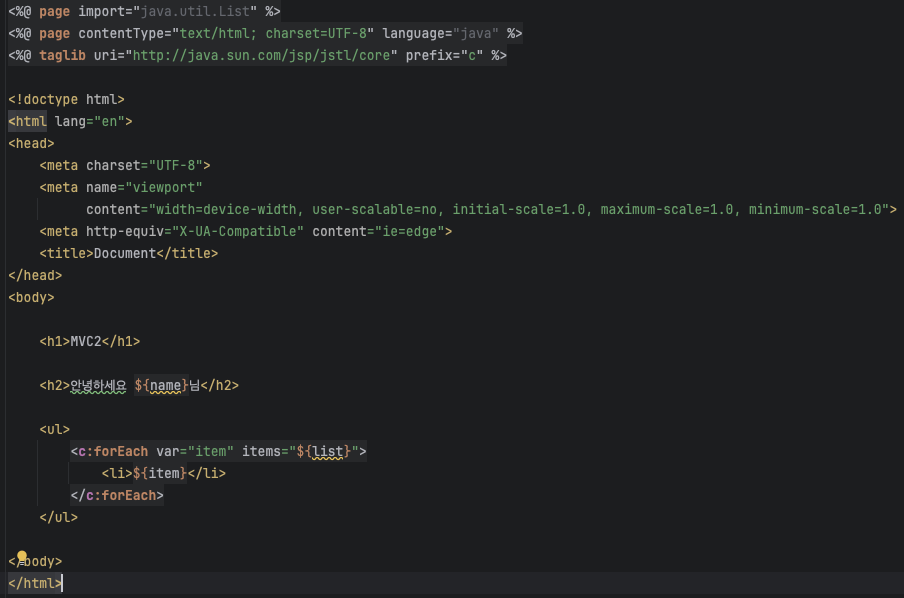 <%@ page import="java.util.List" %>
<%@ page contentType="text/html; charset=UTF-8" language="java" %>
<%@ taglib uri="http://java.sun.com/jsp/jstl/core" prefix="c" %>
<!doctype html>
<html lang="en">
<head>
    <meta charset="UTF-8">
    <meta name="viewport"
          content="width=device-width, user-scalable=no, initial-scale=1.0, maximum-scale=1.0, minimum-scale=1.0">
    <meta http-equiv="X-UA-Compatible" content="ie=edge">
    <title>Document</title>
</head>
<body>
    <h1>MVC2</h1>
    <h2>안녕하세요 ${name}님</h2>
    <ul>
        <c:forEach var="item" items="${list}">
            <li>${item}</li>
        </c:forEach>
    </ul>
</body>
</html>